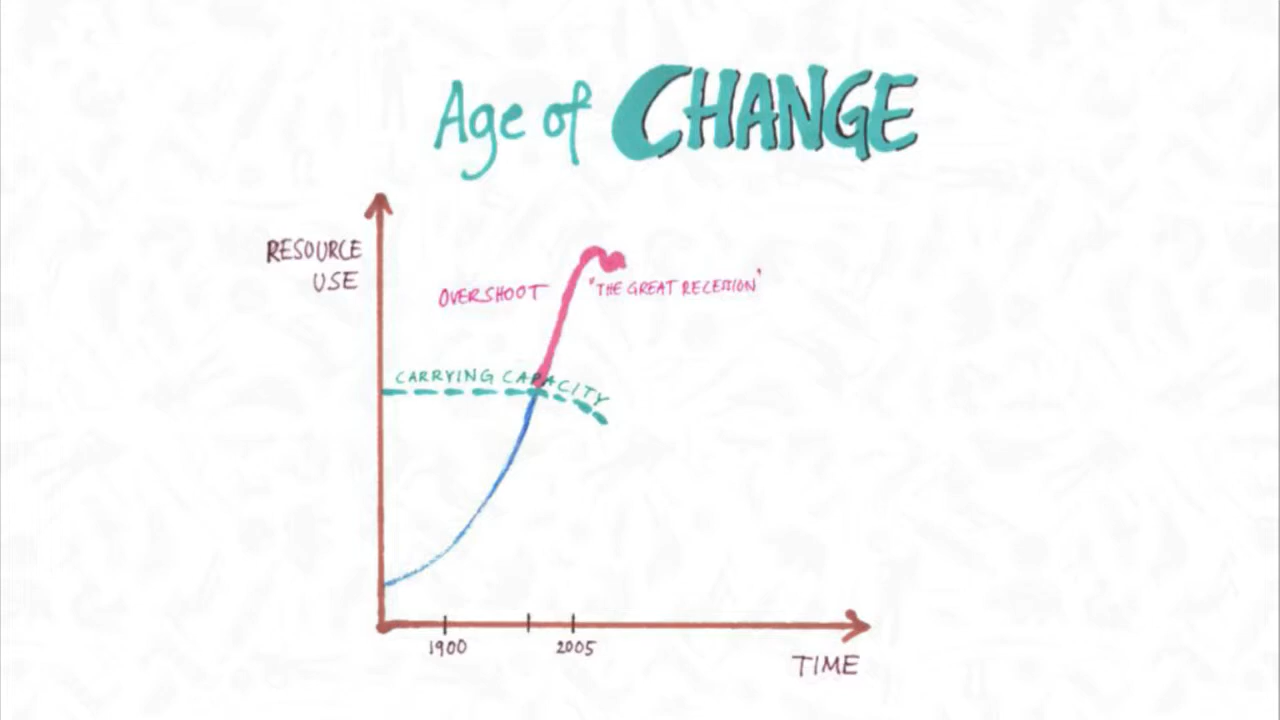 Age of CHANGE
RESOURCE
USE
OVERSHOOT
"THE GREAT RECESSION"
CARRYING CAPACITY
1900
2005
TIME